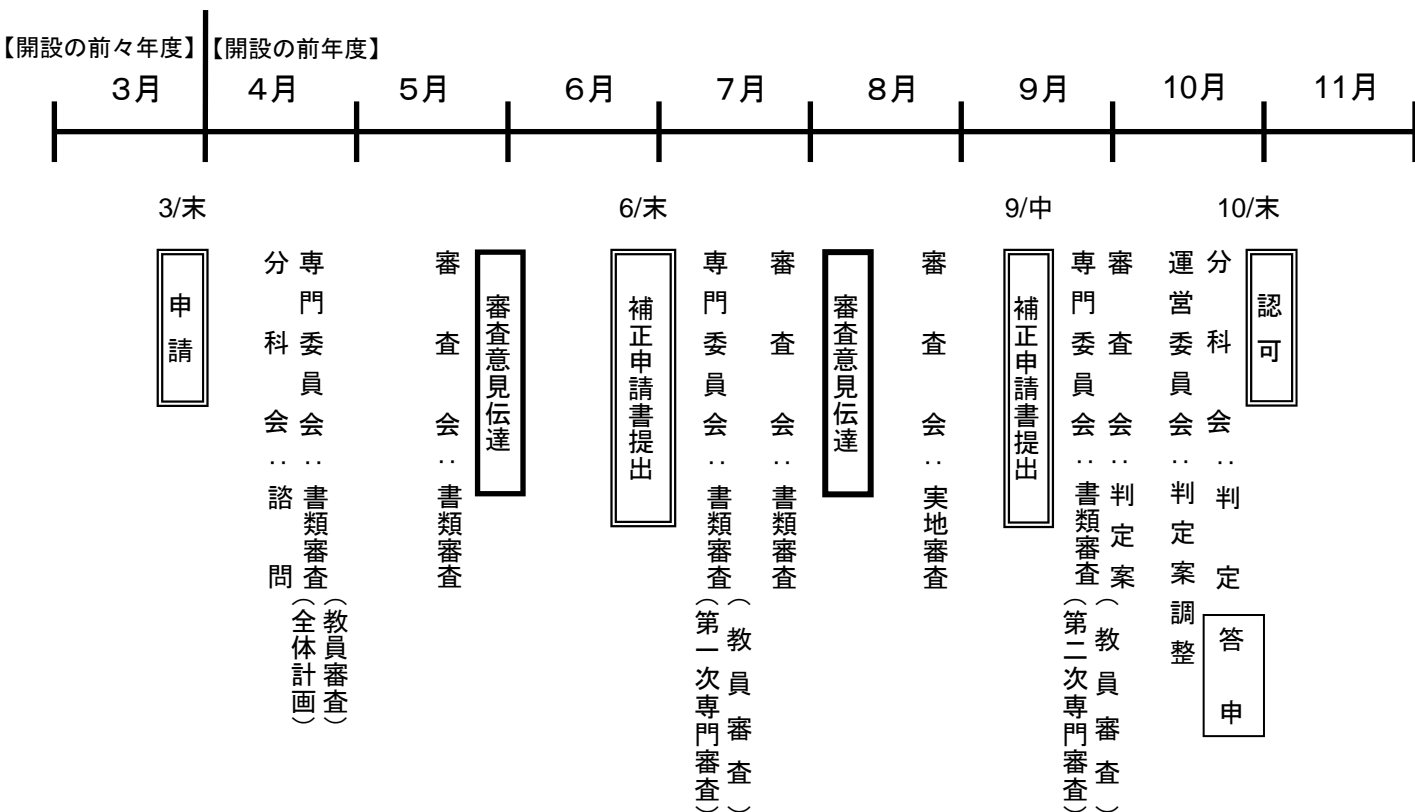 【開設の前々年度】
【開設の前年度】
3月
4月
5月
6月
7月
8月
9月
10月
11月
3/末
6/末
9/中
10/末
申請
分科会：諮問
専門委員会：書類審査
（教員審査）
（全体計画）
審査会：書類審査
審査意見伝達
補正申請書提出
専門委員会：書類審査
（教員審査）
（第一次専門審査）
審査会：書類審査
審査意見伝達
審査会：実地審査
補正申請書提出
専門委員会：書類審査
（教員審査）
（第二次専門審査）
審査会：判定案
運営委員会：判定案調整
分科会：判定
答申
認可